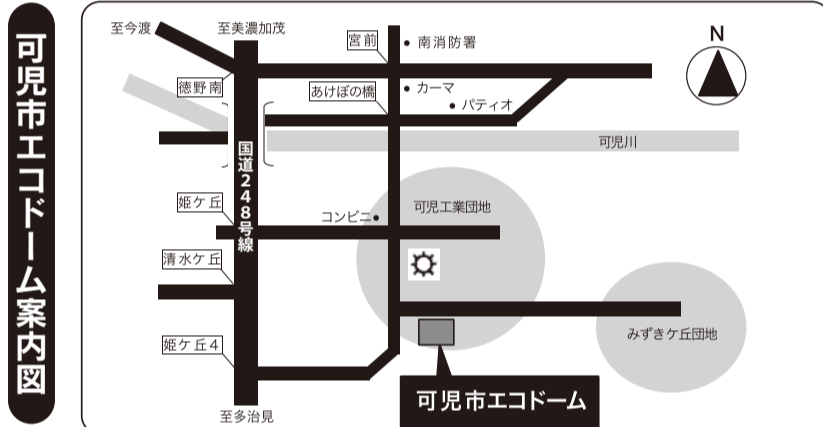 可児市エコドーム案内図
至今渡
至美濃加茂
宮前
南消防署
N
徳野南
あけぼの橋
カーマ
パティオ
可児川
国道248号線
姫ケ丘
コンビニ
可児工業団地
清水ケ丘
姫ケ丘4
みずきケ丘団地
可児市エコドーム
至多治見